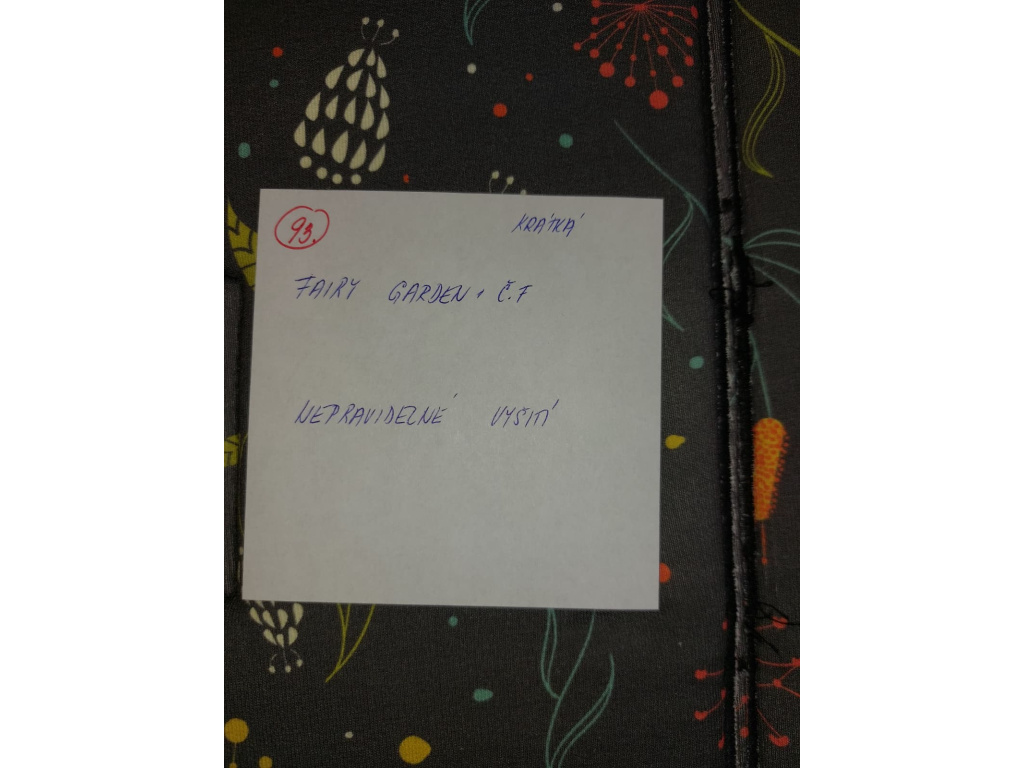 93.
KRÁTKÁ
FAIRY GARDEN + Č.F
NEPRAVIDELNÉ VYŠITÍ